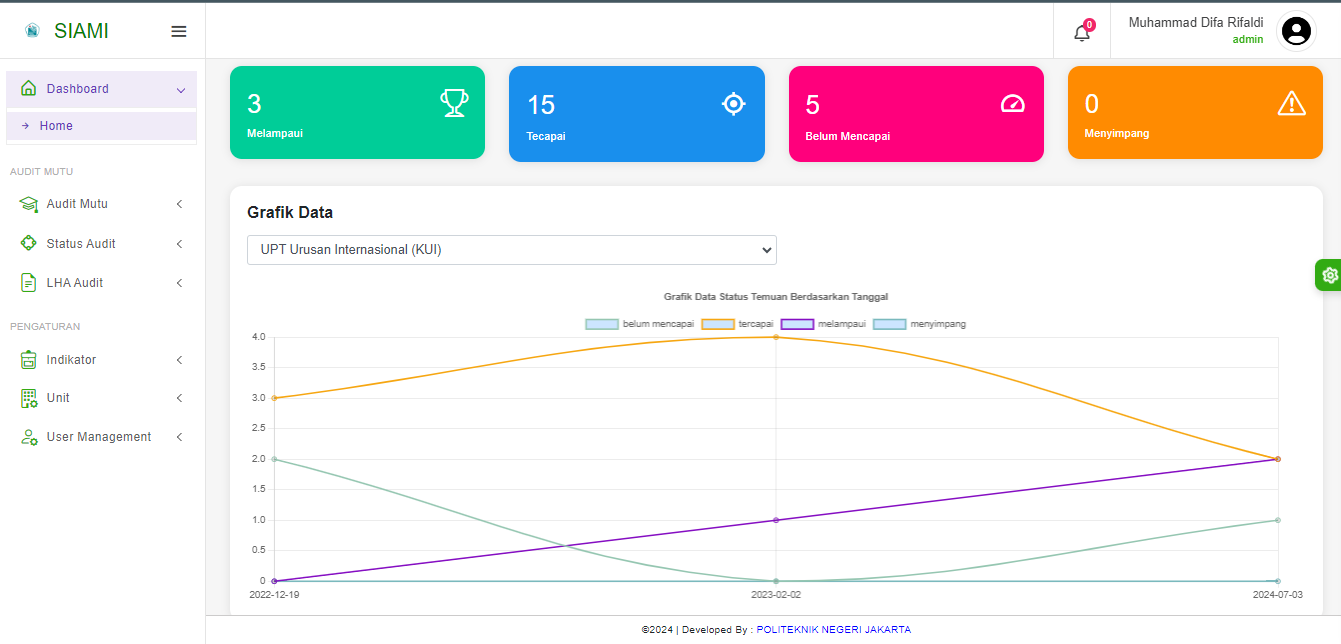 SIAMI
0
Muhammad Difa Rifaldi
admin
Dashboard
Home
AUDIT MUTU
Audit Mutu
Status Audit
LHA Audit
PENGATURAN
Indikator
Unit
User Management
3
Melampaui
15
Tecapai
5
Belum Mencapai
0
Menyimpang
Grafik Data
UPT Urusan Internasional (KUI)
Grafik Data Status Temuan Berdasarkan Tanggal
belum mencapai tercapai melampaui menyimpang
4.0
3.5
3.0
2.5
2.0
1.5
1.0
0.5
0
2022-12-19 2023-02-02 2024-07-03
©2024 | Developed By : POLITEKNIK NEGERI JAKARTA